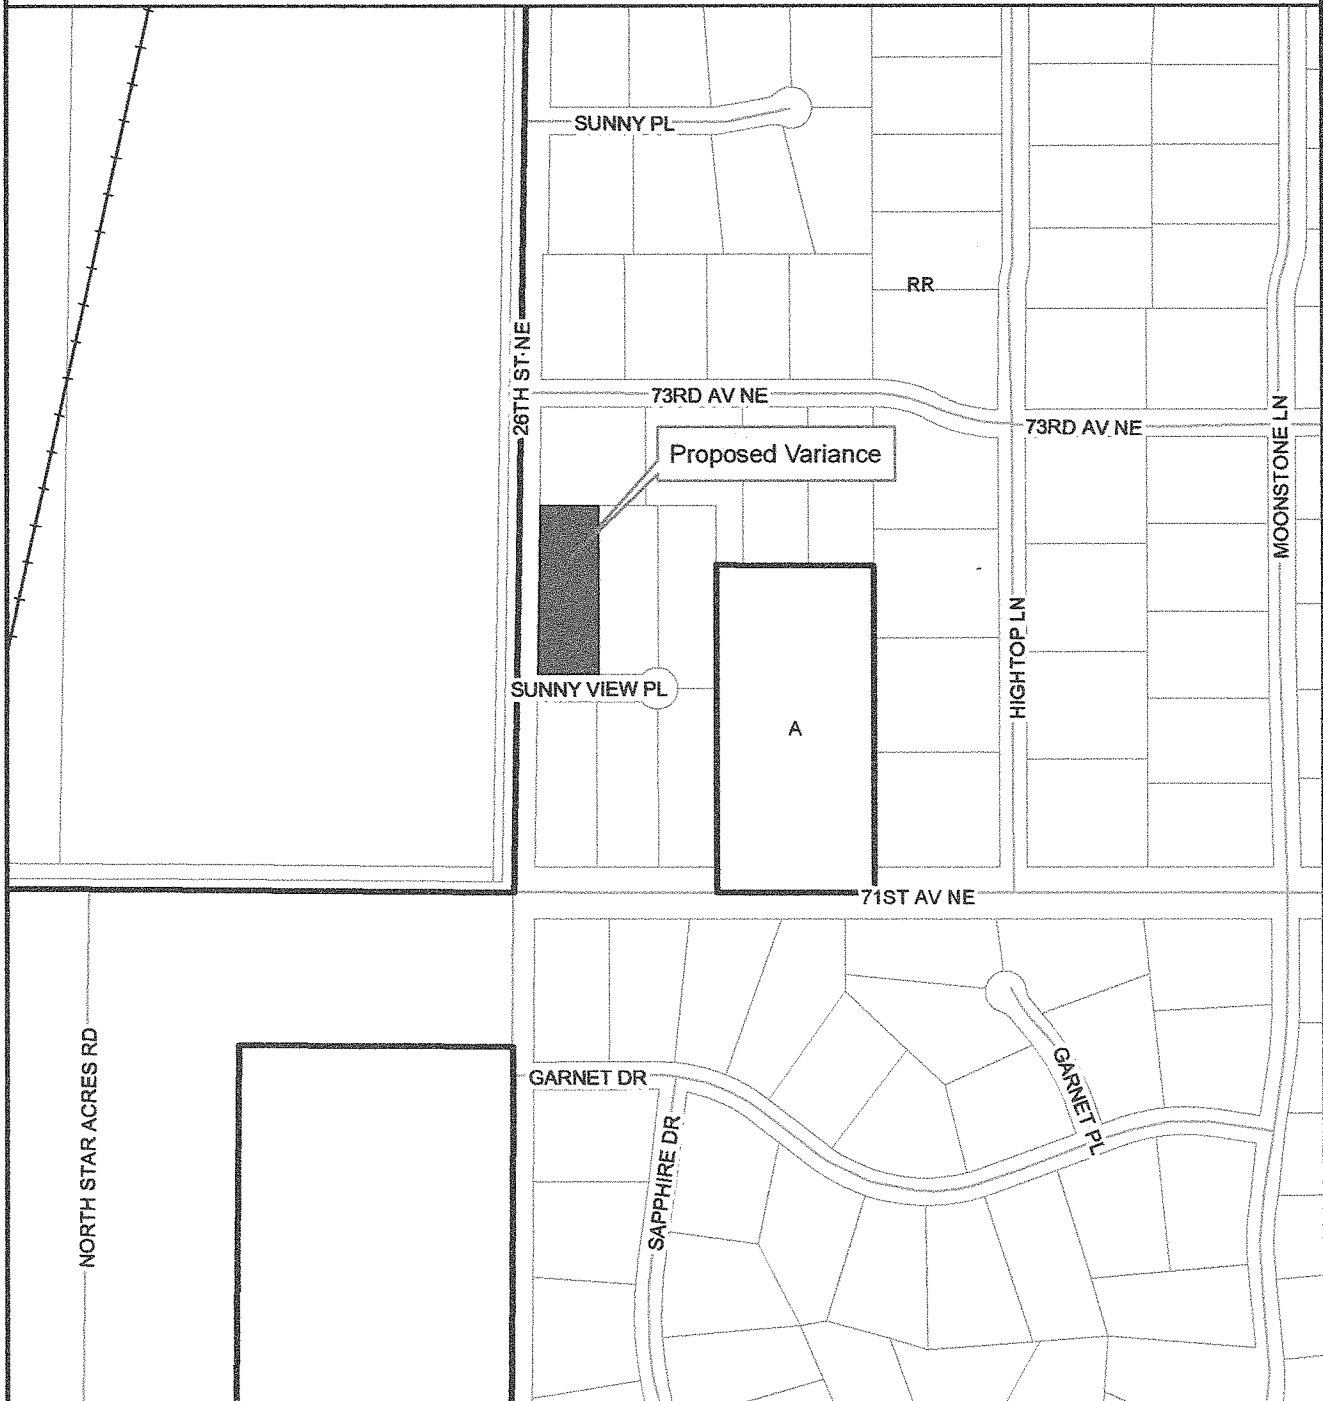 SUNNY PL
RR
26TH ST NE
73RD AV NE
73RD AV NE
MOONSTONE LN
Proposed Variance
HIGHTOP LN
SUNNY VIEW PL
A
71ST AV NE
NORTH STAR ACRES RD
GARNET DR
GARNET PL
SAPPHIRE DR